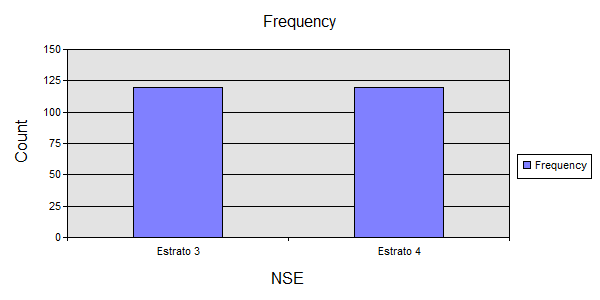 Frequency
150
125
100
75
50
25
0
Count
Estrato 3
Estrato 4
NSE
Frequency